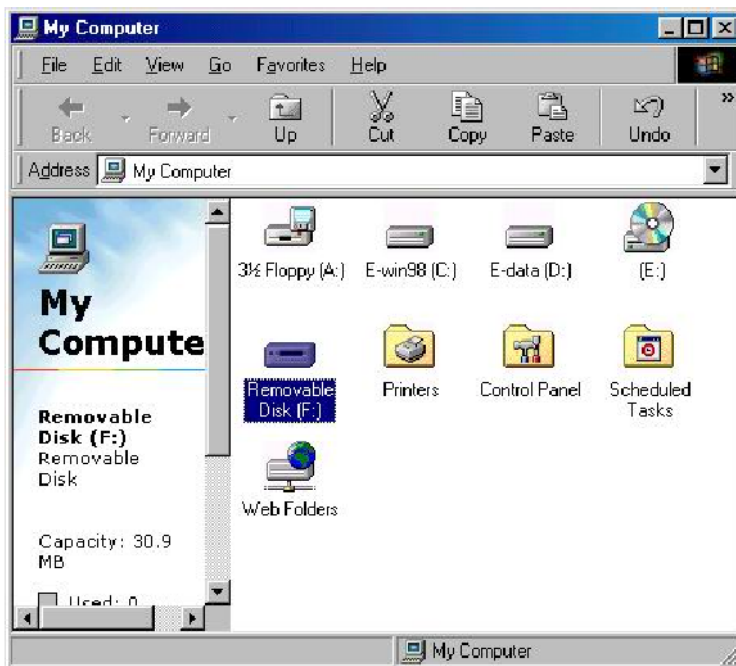 My Computer
File Edit View Go Favorites Help
Back Forward Up Cut Copy Paste Undo »
Address My Computer
3½ Floppy (A:) E-win98 (C:) E-data (D:) (E:)
My
Compute
Removable
Disk (F:)
Printers Control Panel Scheduled
Tasks
Removable
Disk (F:)
Removable
Disk
Web Folders
Capacity: 30.9
MB
Used: 0
My Computer